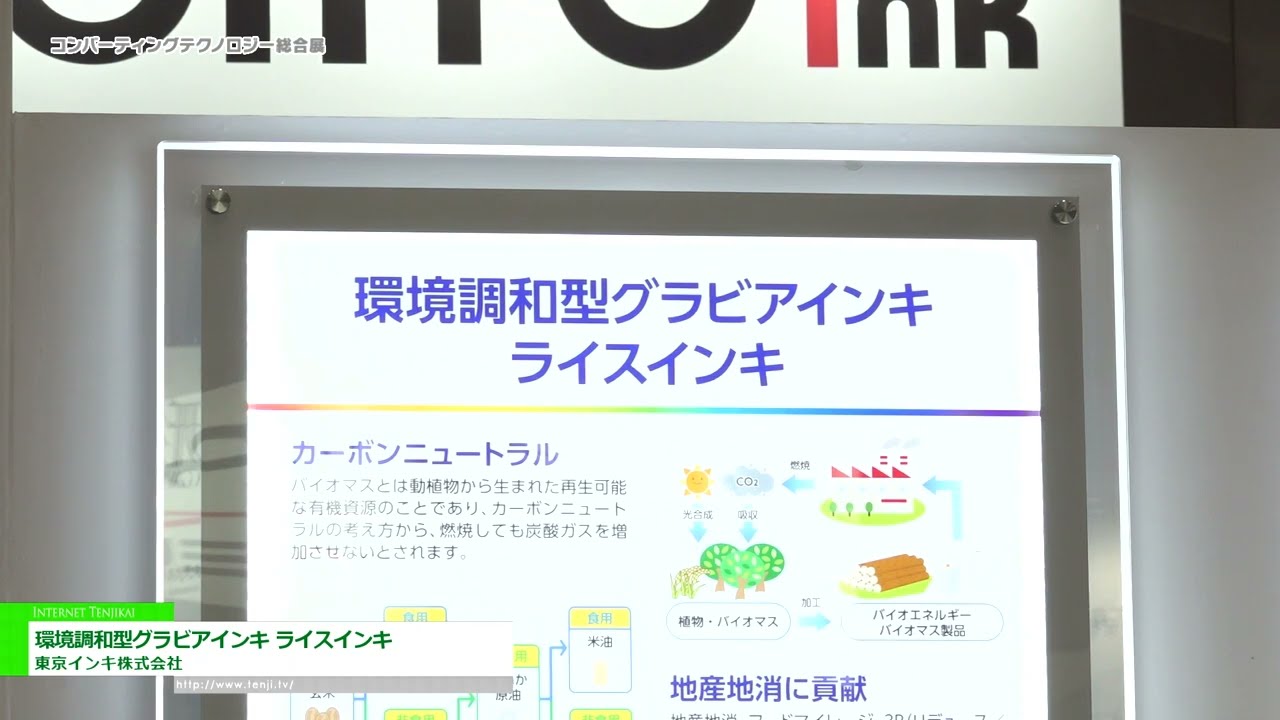 ink
コンバーティングテクノロジー総合展
環境調和型グラビアインキ
ライスインキ
カーボンニュートラル
バイオマスとは動植物から生まれた再生可能
な有機資源のことであり、カーボンニュート
ラルの考え方から、燃焼しても炭酸ガスを増
加させないとされます。
燃焼
CO2
光合成
吸収
植物・バイオマス
加工
バイオエネルギー
バイオマス製品
食用
食用
米油
原油
玄米
地産地消に貢献
INTERNET TENJIKAI
環境調和型グラビアインキ ライスインキ
東京インキ株式会社
http://www.tenji.tv/